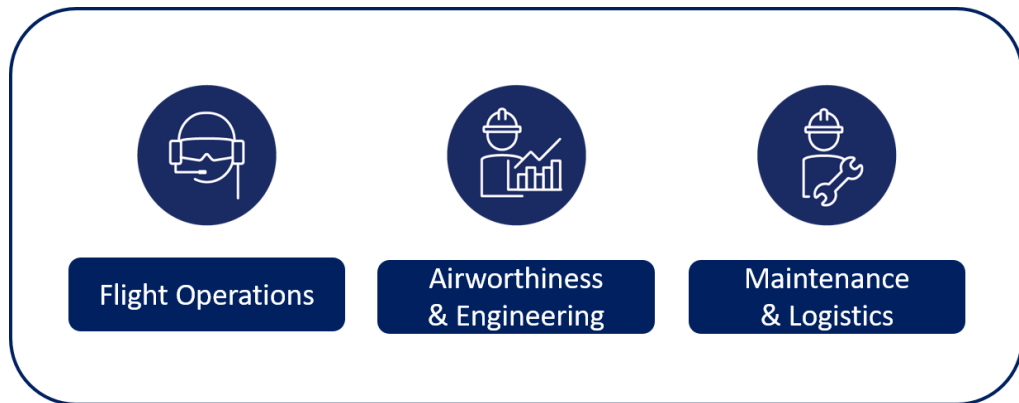 Flight Operations
Airworthiness
& Engineering
Maintenance
& Logistics